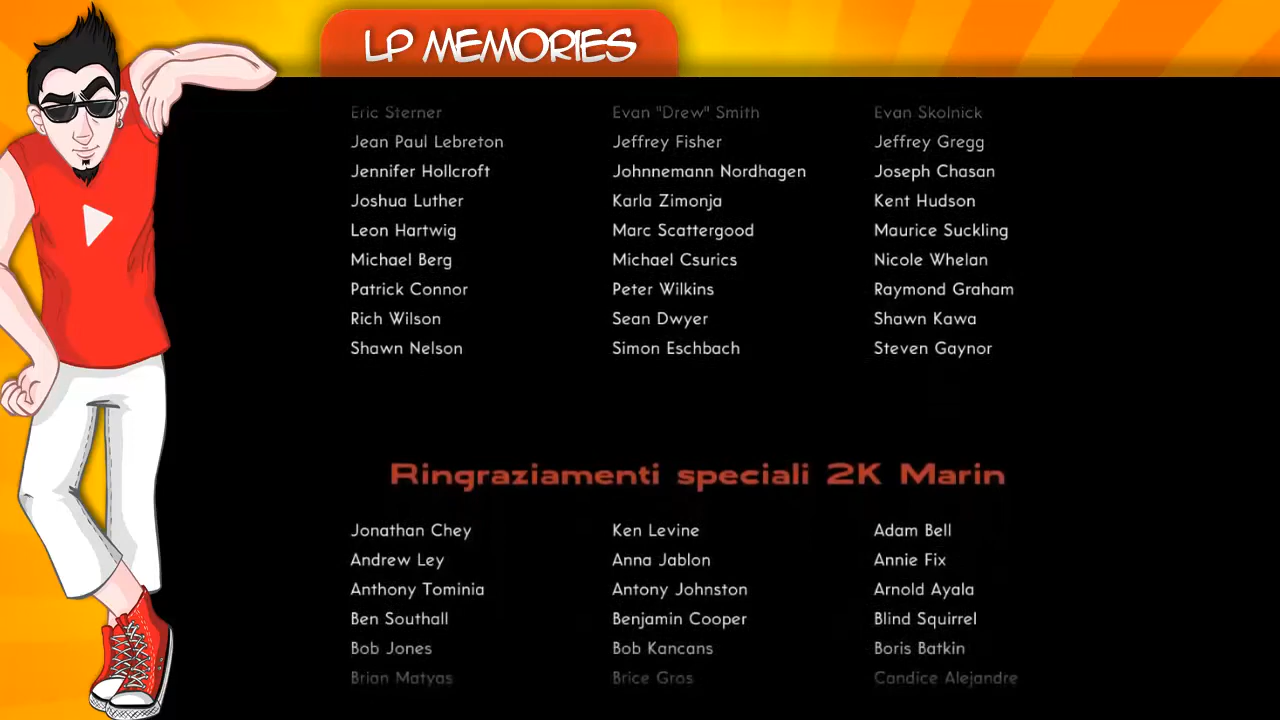 LP MEMORIES
Eric Sterner Evan "Drew" Smith Evan Skolnick
Jean Paul Lebreton Jeffrey Fisher Jeffrey Gregg
Jennifer Hollcroft Johnnemann Nordhagen Joseph Chasan
Joshua Luther Karla Zimonja Kent Hudson
Leon Hartwig Marc Scattergood Maurice Suckling
Michael Berg Michael Csurics Nicole Whelan
Patrick Connor Peter Wilkins Raymond Graham
Rich Wilson Sean Dwyer Shawn Kawa
Shawn Nelson Simon Eschbach Steven Gaynor
Ringraziamenti speciali 2K Marin
Jonathan Chey Ken Levine Adam Bell
Andrew Ley Anna Jablon Annie Fix
Anthony Tominia Antony Johnston Arnold Ayala
Ben Southall Benjamin Cooper Blind Squirrel
Bob Jones Bob Kancans Boris Batkin
Brian Matyas Brice Gros Candice Alejandre